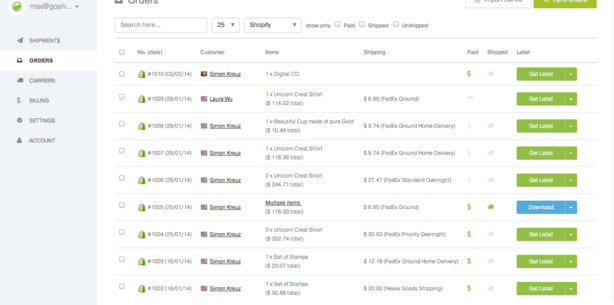 max@goshi...
Orders
Sync Orders
Search here...
25
Shopify
show only
Paid
Shipped
Unshipped
SHIPMENTS
ORDERS
CARRIERS
BILLING
SETTINGS
ACCOUNT
No. (date) Customer Items Shipping Paid Shipped Label
#1010 (03/02/14) Simon Kreuz 1 x Digital CD $ Get Label
#1009 (29/01/14) Laura Wu 1 x Unicorn Crest Short $ 6.65 (FedEx Ground) Get Label
($ 114.02 total)
#1008 (29/01/14) Simon Kreuz 1 x Beautiful Cup made of pure Gold $ 9.74 (FedEx Ground Home Delivery) $ Get Label
($ 10.49 total)
#1007 (29/01/14) Simon Kreuz 1 x Unicorn Crest Short $ 9.74 (FedEx Ground Home Delivery) $ Get Label
($ 118.36 total)
#1006 (29/01/14) Simon Kreuz 2 x Unicorn Crest Short $ 27.47 (FedEx Standard Overnight) $ Get Label
($ 244.71 total)
#1005 (25/01/14) Simon Kreuz Multiple items $ 6.65 (FedEx Ground) $ Download
($ 116.03 total)
#1004 (25/01/14) Simon Kreuz 3 x Unicorn Crest Short $ 30.63 (FedEx Priority Overnight) $ Get Label
($ 352.74 total)
#1003 (16/01/14) Simon Kreuz 1 x Set of Stamps $ 12.19 (FedEx Ground Home Delivery) $ Get Label
($ 23.07 total)
#1002 (16/01/14) Simon Kreuz 1 x Set of Stamps $ 20.00 (Heavy Goods Shipping) $ Get Label
($ 30.88 total)